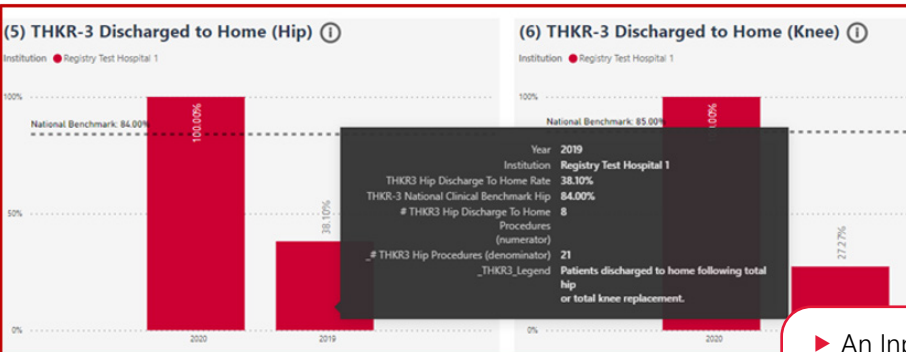 (5) THKR-3 Discharged to Home (Hip)
Institution Registry Test Hospital 1
100%
National Benchmark: 84.00%
100.00%
50%
38.10%
0%
2020
2019
(6) THKR-3 Discharged to Home (Knee)
Institution Registry Test Hospital 1
100%
National Benchmark: 85.00%
27.27%
0%
2020
Year 2019
Institution Registry Test Hospital 1
THKR3 Hip Discharge To Home Rate 38.10%
THKR-3 National Clinical Benchmark Hip 84.00%
# THKR3 Hip Discharge To Home 8
Procedures
(numerator)
_# THKR3 Hip Procedures (denominator) 21
_THKR3_Legend Patients discharged to home following total
hip
or total knee replacement.
An